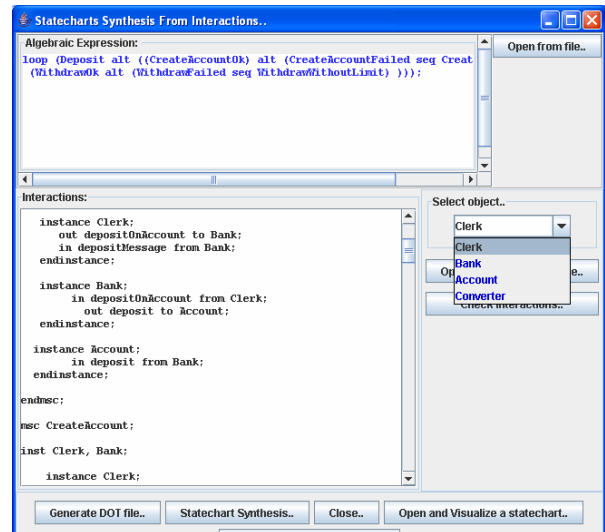 Statecharts Synthesis From Interactions..
Algebraic Expression:
loop (Deposit alt ((CreateAccountOk) alt (CreateAccountFailed seq Creat
(WithdrawOk alt (WithdrawFailed seq WithdrawWithoutLimit) )));
Open from file..
Interactions:
instance Clerk;
out depositOnAccount to Bank;
in depositMessage from Bank;
endinstance;
instance Bank;
in depositOnAccount from Clerk;
out deposit to Account;
endinstance;
instance Account;
in deposit from Bank;
endinstance;
endmsc;
msc CreateAccount;
inst Clerk, Bank;
instance Clerk;
Select object..
Clerk
Clerk
Bank
Account
Converter
Op e..
Check interactions..
Generate DOT file..
Statechart Synthesis..
Close..
Open and Visualize a statechart..